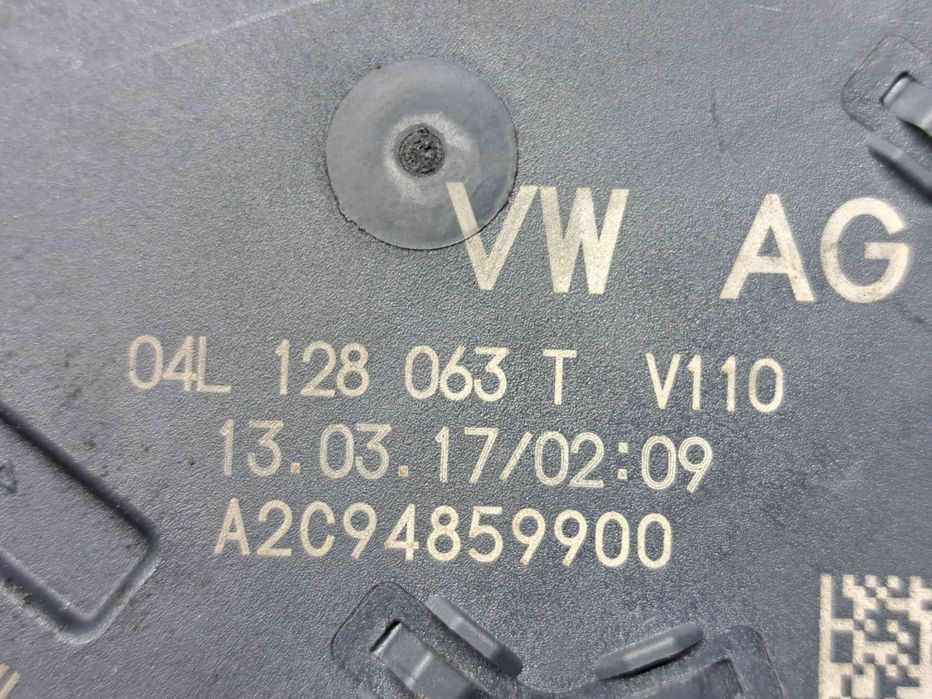 VW AG
04L 128 063 T V110
13.03.17/02:09
A2C94859900